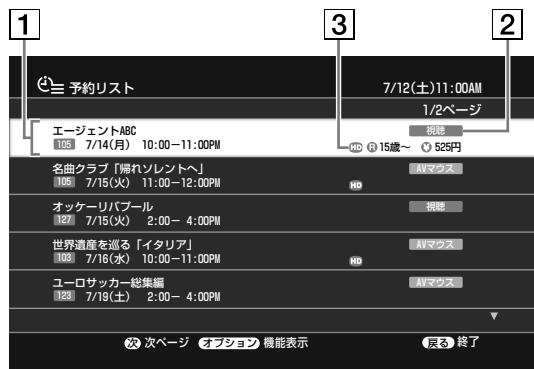 1 3 2
予約リスト 7/12(土)11:00AM
1/2ページ
エージェントABC 視聴
105 7/14(月) 10:00−11:00PM HD R 15歳〜 ¥ 525円
名曲クラブ「帰れソレントへ」 AVマウス
105 7/15(火) 11:00−12:00PM HD
オッケーリバプール 視聴
127 7/15(火) 2:00− 4:00PM
世界遺産を巡る「イタリア」 AVマウス
103 7/16(水) 10:00−11:00PM HD
ユーロサッカー総集編 AVマウス
123 7/19(土) 2:00− 4:00PM
▼
次 次ページ オプション 機能表示 戻る 終了